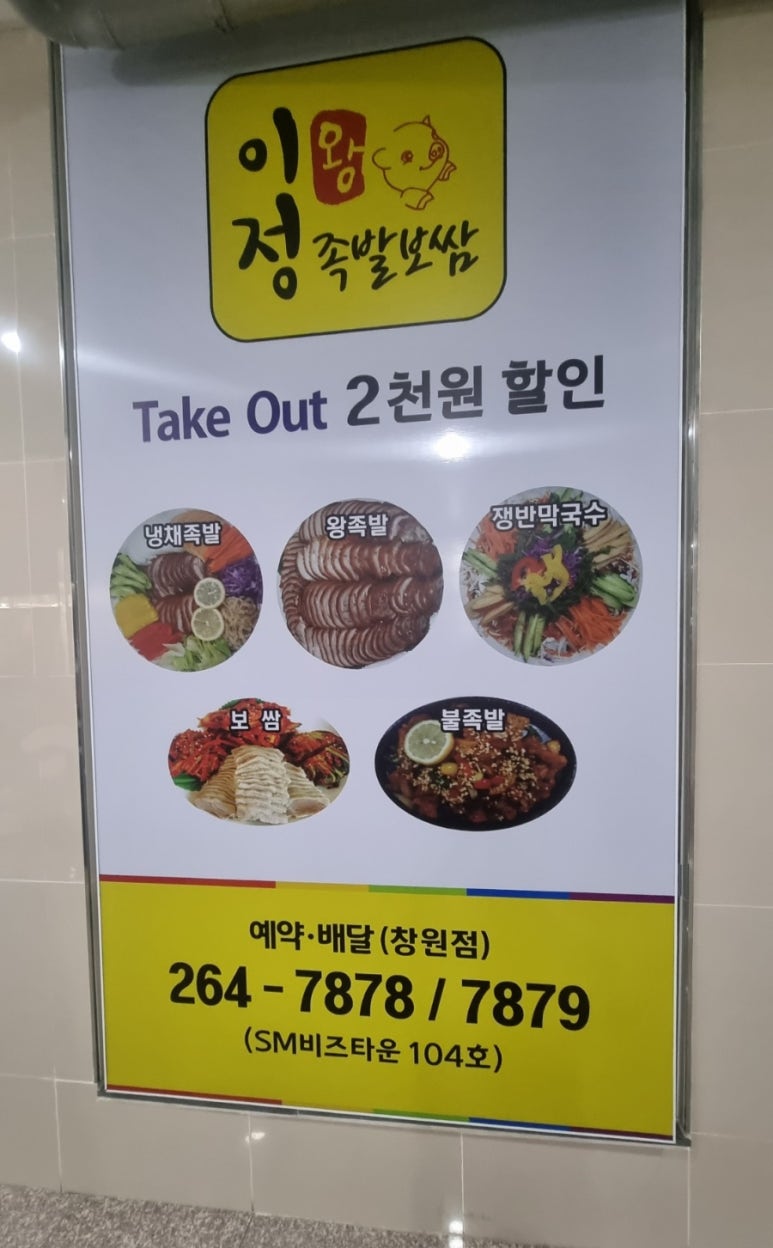 이왕
정 족발보쌈
Take Out 2천원 할인
냉채족발
왕족발
쟁반막국수
보 쌈
불족발
예약·배달 (창원점)
264 - 7878 / 7879
(SM비즈타운 104호)